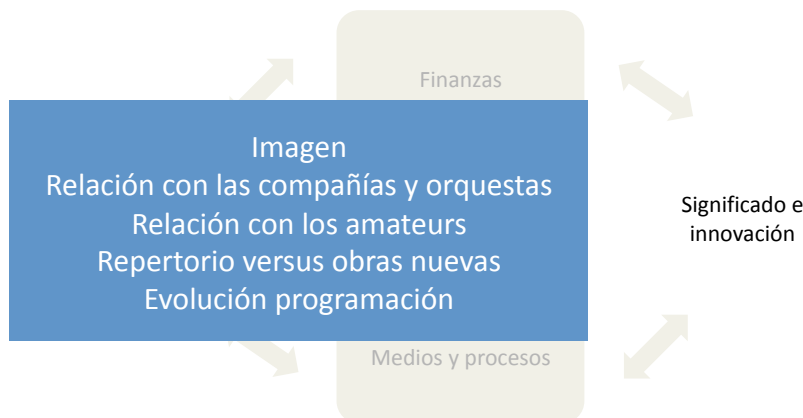 Finanzas
Imagen
Relación con las compañías y orquestas
Relación con los amateurs
Repertorio versus obras nuevas
Evolución programación
Significado e
innovación
Medios y procesos